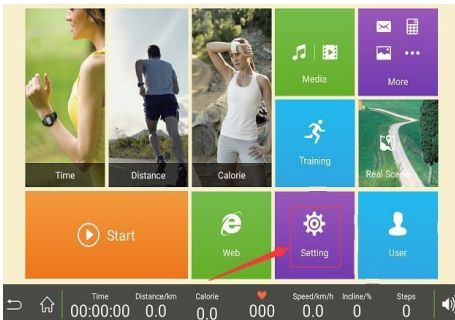 Media
More
Time
Distance
Calorie
Training
Real Scene
Start
Web
Setting
User
Time
Distance/km
Calorie
Speed/km/h
Incline/%
Steps
00:00:00
0.0
0.0
000
0.0
0
0